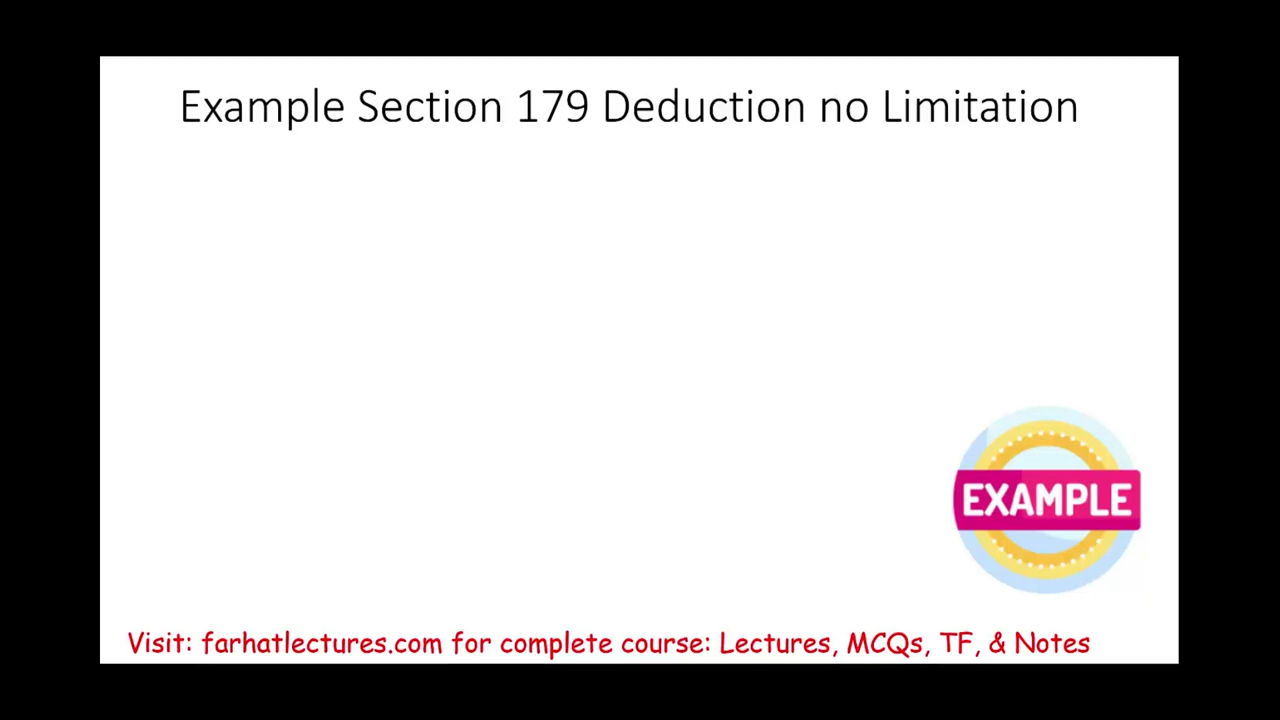 Example Section 179 Deduction no Limitation
EXAMPLE
Visit: farhatlectures.com for complete course: Lectures, MCQs, TF, & Notes